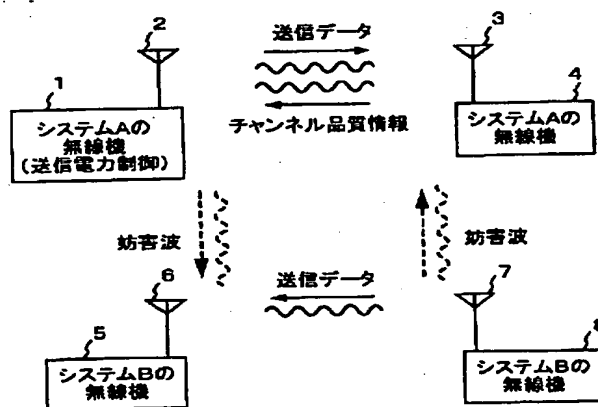 2
送信データ
3
1
4
システムAの
無線機
(送信電力制御)
チャンネル品質情報
システムAの
無線機
妨害波
妨害波
6
送信データ
7
5
8
システムBの
無線機
システムBの
無線機